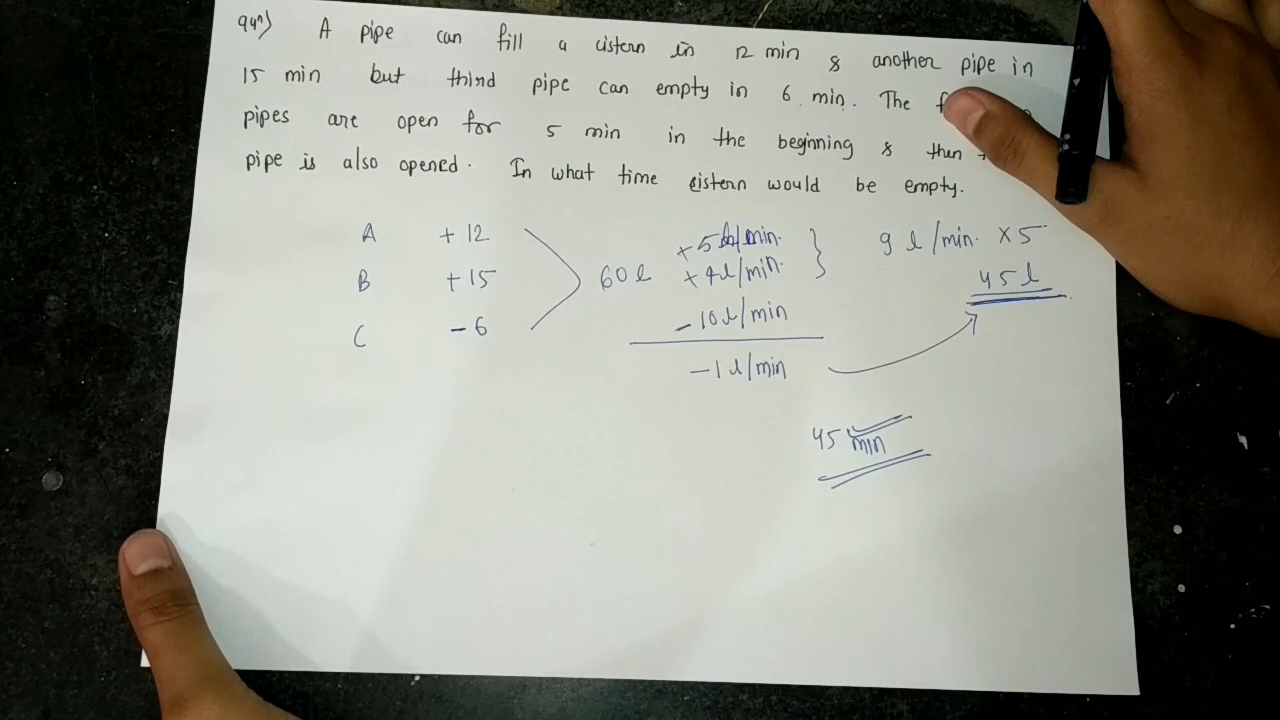 qyⁿ) A pipe can fill a cistern in 12 min & another pipe in
15 min but third pipe can empty in 6 min. The
pipes are open for 5 min in the beginning & then
pipe is also opened. In what time cistern would be empty.
A +12 +5 l/min. 9 l/min. x5
B +15 60 l +4 l/min. 45 l
C -6 -10 l/min
-1 l/min
45 min